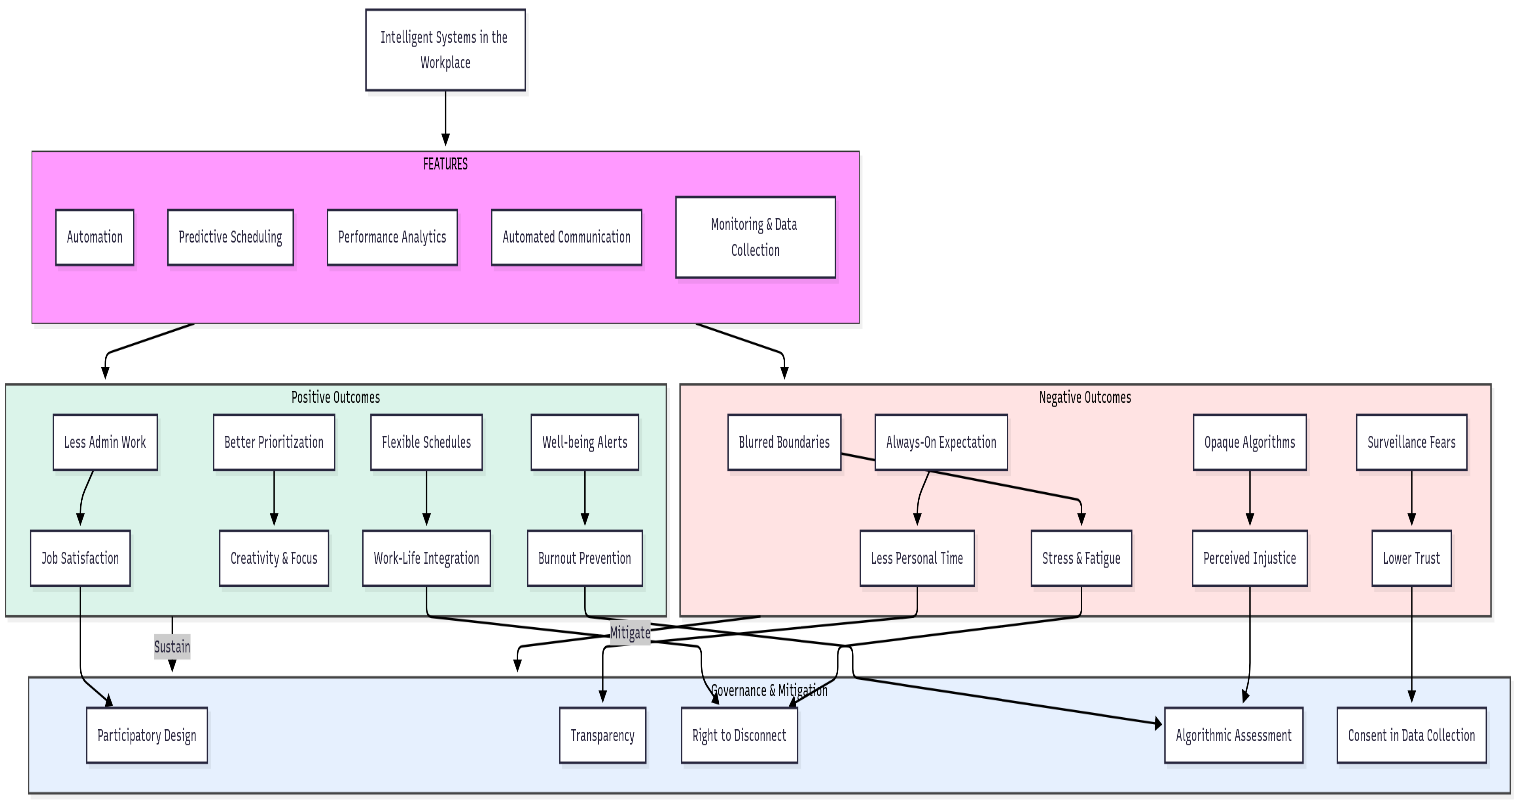 Intelligent Systems in the
Workplace
FEATURES
Automation
Predictive Scheduling
Performance Analytics
Automated Communication
Monitoring & Data
Collection
Positive Outcomes
Negative Outcomes
Less Admin Work
Better Prioritization
Flexible Schedules
Well-being Alerts
Blurred Boundaries
Always-On Expectation
Opaque Algorithms
Surveillance Fears
Job Satisfaction
Creativity & Focus
Work-Life Integration
Burnout Prevention
Less Personal Time
Stress & Fatigue
Perceived Injustice
Lower Trust
Sustain
Mitigate
Governance & Mitigation
Participatory Design
Transparency
Right to Disconnect
Algorithmic Assessment
Consent in Data Collection